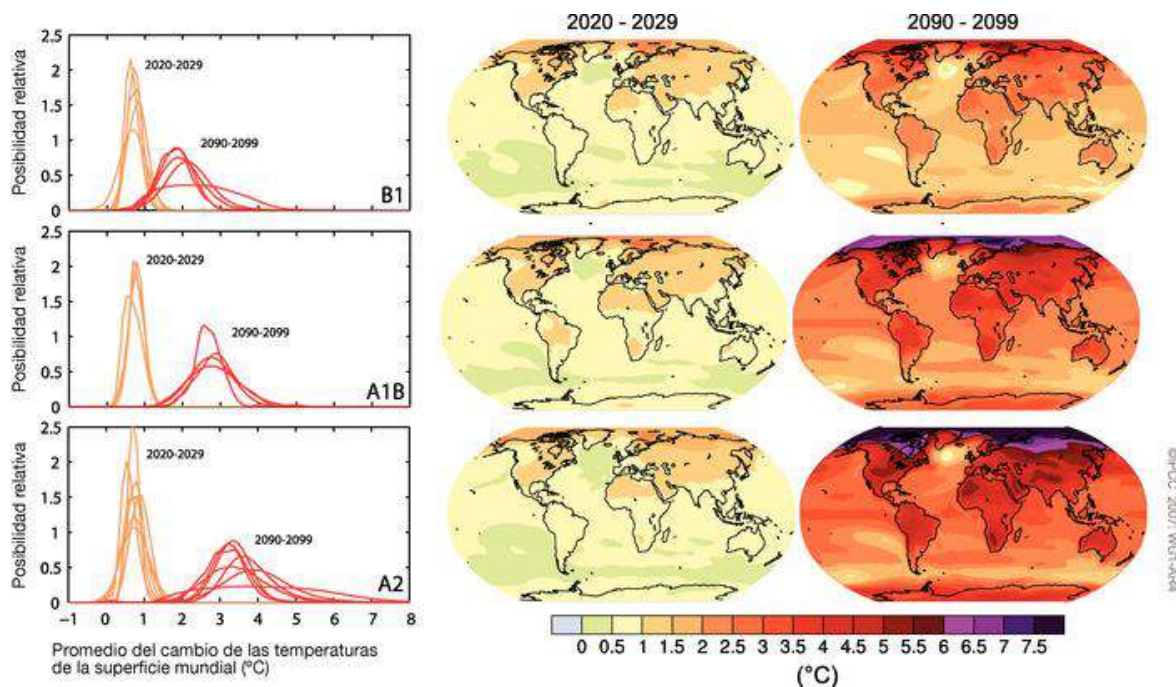 2020 - 2029
2090 - 2099
Posibilidad relativa
2.5
2
1.5
1
0.5
0
2020-2029
2090-2099
B1
Posibilidad relativa
2.5
2
1.5
1
0.5
0
2020-2029
2090-2099
A1B
Posibilidad relativa
2.5
2
1.5
1
0.5
0
2020-2029
2090-2099
A2
−1 0 1 2 3 4 5 6 7 8
Promedio del cambio de las temperaturas
de la superficie mundial (ºC)
0 0.5 1 1.5 2 2.5 3 3.5 4 4.5 5 5.5 6 6.5 7 7.5
(°C)
©IPCC 2007: WG1-AR4